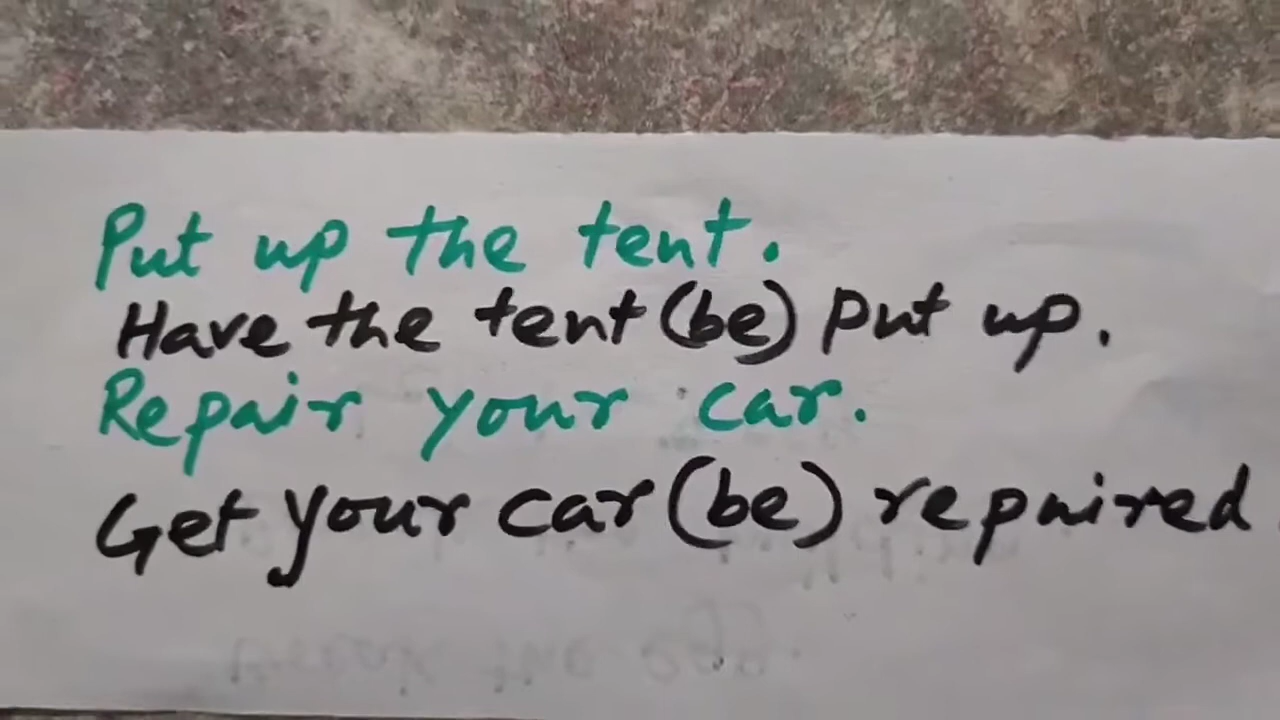 Put up the tent.
Have the tent (be) put up.
Repair your car.
Get your car (be) repaired